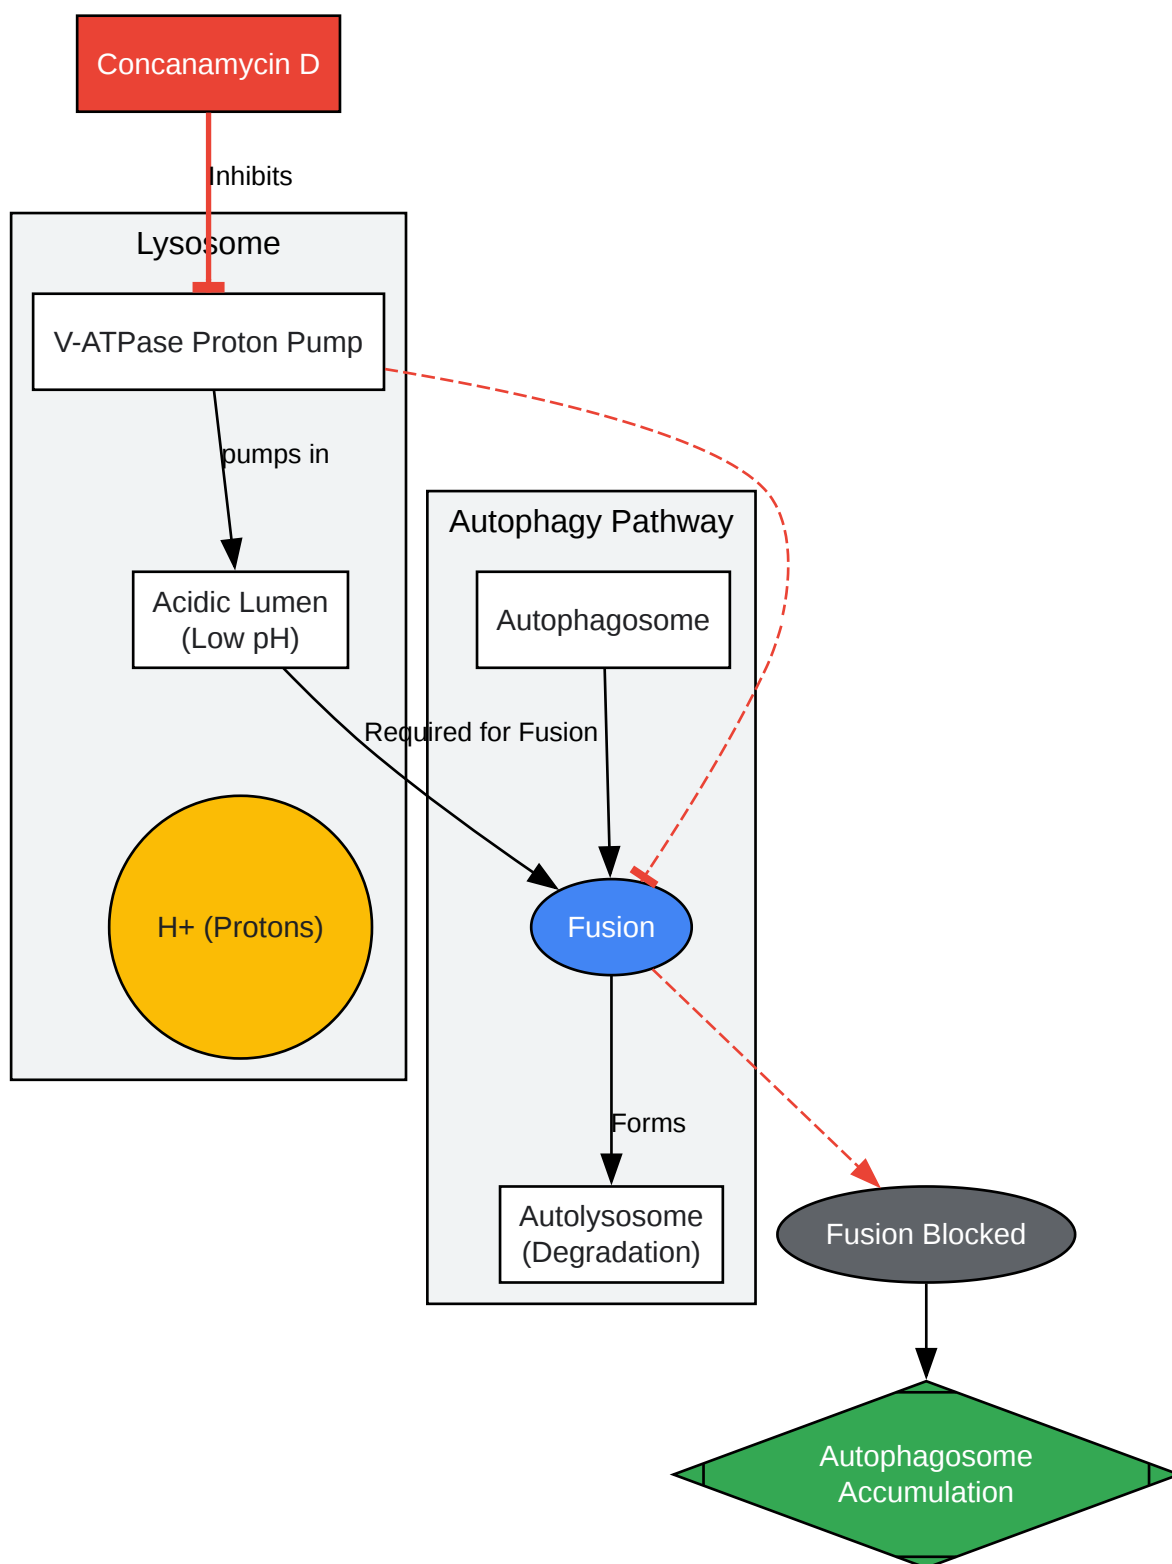 Concanamycin D
Inhibits
Lysosome
V-ATPase Proton Pump
pumps in
Autophagy Pathway
Acidic Lumen
(Low pH)
Autophagosome
Required for Fusion
H+ (Protons)
Fusion
Forms
Autolysosome
(Degradation)
Fusion Blocked
Autophagosome
Accumulation